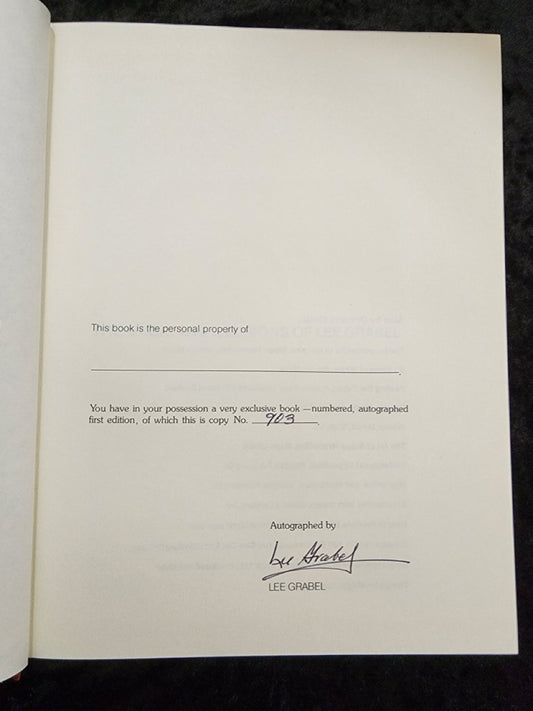 This book is the personal property of
You have in your possession a very exclusive book — numbered, autographed
first edition, of which this is copy No. 903.
Autographed by
Lee Grabel
LEE GRABEL